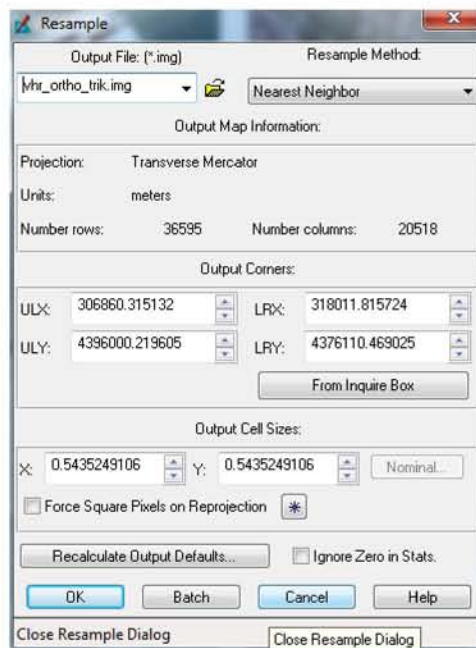 Resample
Output File: (*.img) Resample Method:
vhr_ortho_trik.img Nearest Neighbor
Output Map Information:
Projection: Transverse Mercator
Units: meters
Number rows: 36595 Number columns: 20518
Output Corners:
ULX: 306860.315132 LRX: 318011.815724
ULY: 4396000.219605 LRY: 4376110.469025
From Inquire Box
Output Cell Sizes:
X: 0.5435249106 Y: 0.5435249106 Nominal...
Force Square Pixels on Reprojection
Recalculate Output Defaults... Ignore Zero in Stats.
OK Batch Cancel Help
Close Resample Dialog Close Resample Dialog